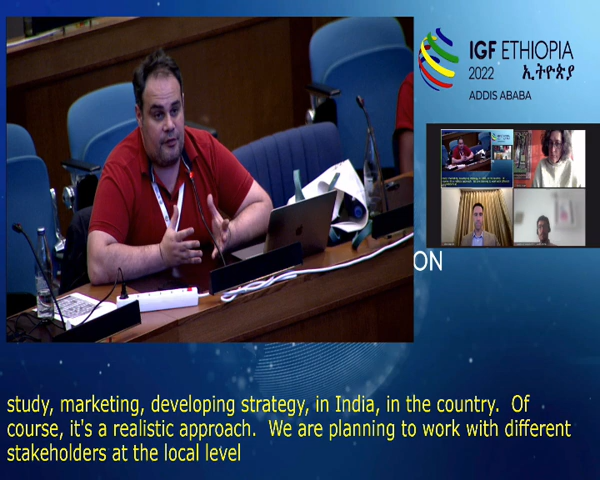 IGF ETHIOPIA
2022 ኢትዮጵያ
ADDIS ABABA
ON
study, marketing, developing strategy, in India, in the country. Of
course, it's a realistic approach. We are planning to work with different
stakeholders at the local level